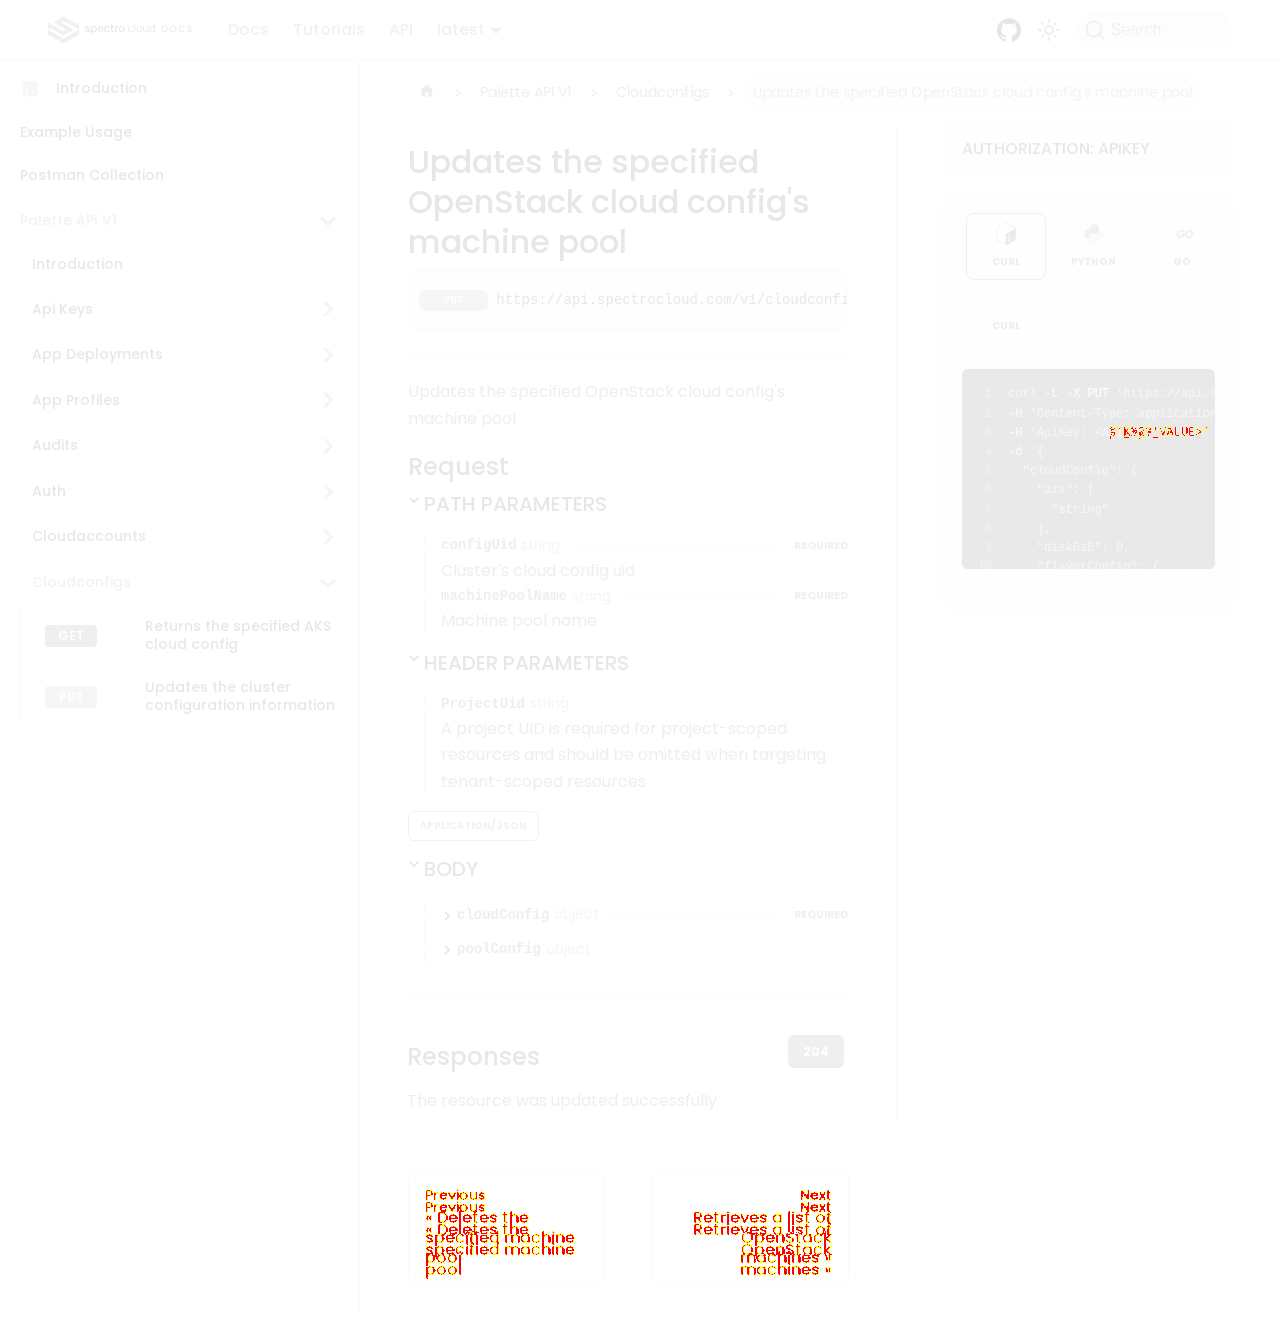 spectro cloud DOCS
Docs Tutorials API latest
Search
Introduction
Example Usage
Postman Collection
Palette API V1
Introduction
Api Keys
App Deployments
App Profiles
Audits
Auth
Cloudaccounts
Cloudconfigs
GET Returns the specified AKS
cloud config
PUT Updates the cluster
configuration information
Palette API V1 > Cloudconfigs > Updates the specified OpenStack cloud config's machine pool
Updates the specified
OpenStack cloud config's
machine pool
PUT https://api.spectrocloud.com/v1/cloudconfi
Updates the specified OpenStack cloud config's
machine pool
Request
PATH PARAMETERS
configUid string REQUIRED
Cluster's cloud config uid
machinePoolName string REQUIRED
Machine pool name
HEADER PARAMETERS
ProjectUid string
A project UID is required for project-scoped
resources and should be omitted when targeting
tenant-scoped resources
APPLICATION/JSON
BODY
cloudConfig object REQUIRED
poolConfig object
Responses
204
The resource was updated successfully
Previous
« Deletes the
specified machine
pool
Next
Retrieves a list of
OpenStack
machines »
AUTHORIZATION: APIKEY
CURL PYTHON GO
CURL
1 curl -L -X PUT 'https://api.s
2 -H 'Content-Type: application
3 -H 'ApiKey: VALUE>'
4 -d '{
5 "cloudConfig": {
6 "azs": [
7 "string"
8 ],
9 "diskGiB": 0,
10 "flavorConfig": {